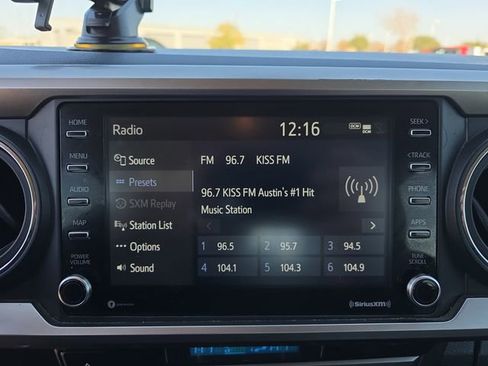 HOME
MENU
AUDIO
MAP
POWER
VOLUME
Radio
12:16
DCM
Source
Presets
SXM Replay
Station List
Options
Sound
FM 96.7 KISS FM
96.7 KISS FM Austin's #1 Hit
Music Station
< >
1 96.5 2 95.7 3 94.5
4 104.1 5 104.3 6 104.9
SEEK >
< TRACK
PHONE
APPS
TUNE
SCROLL
SiriusXM